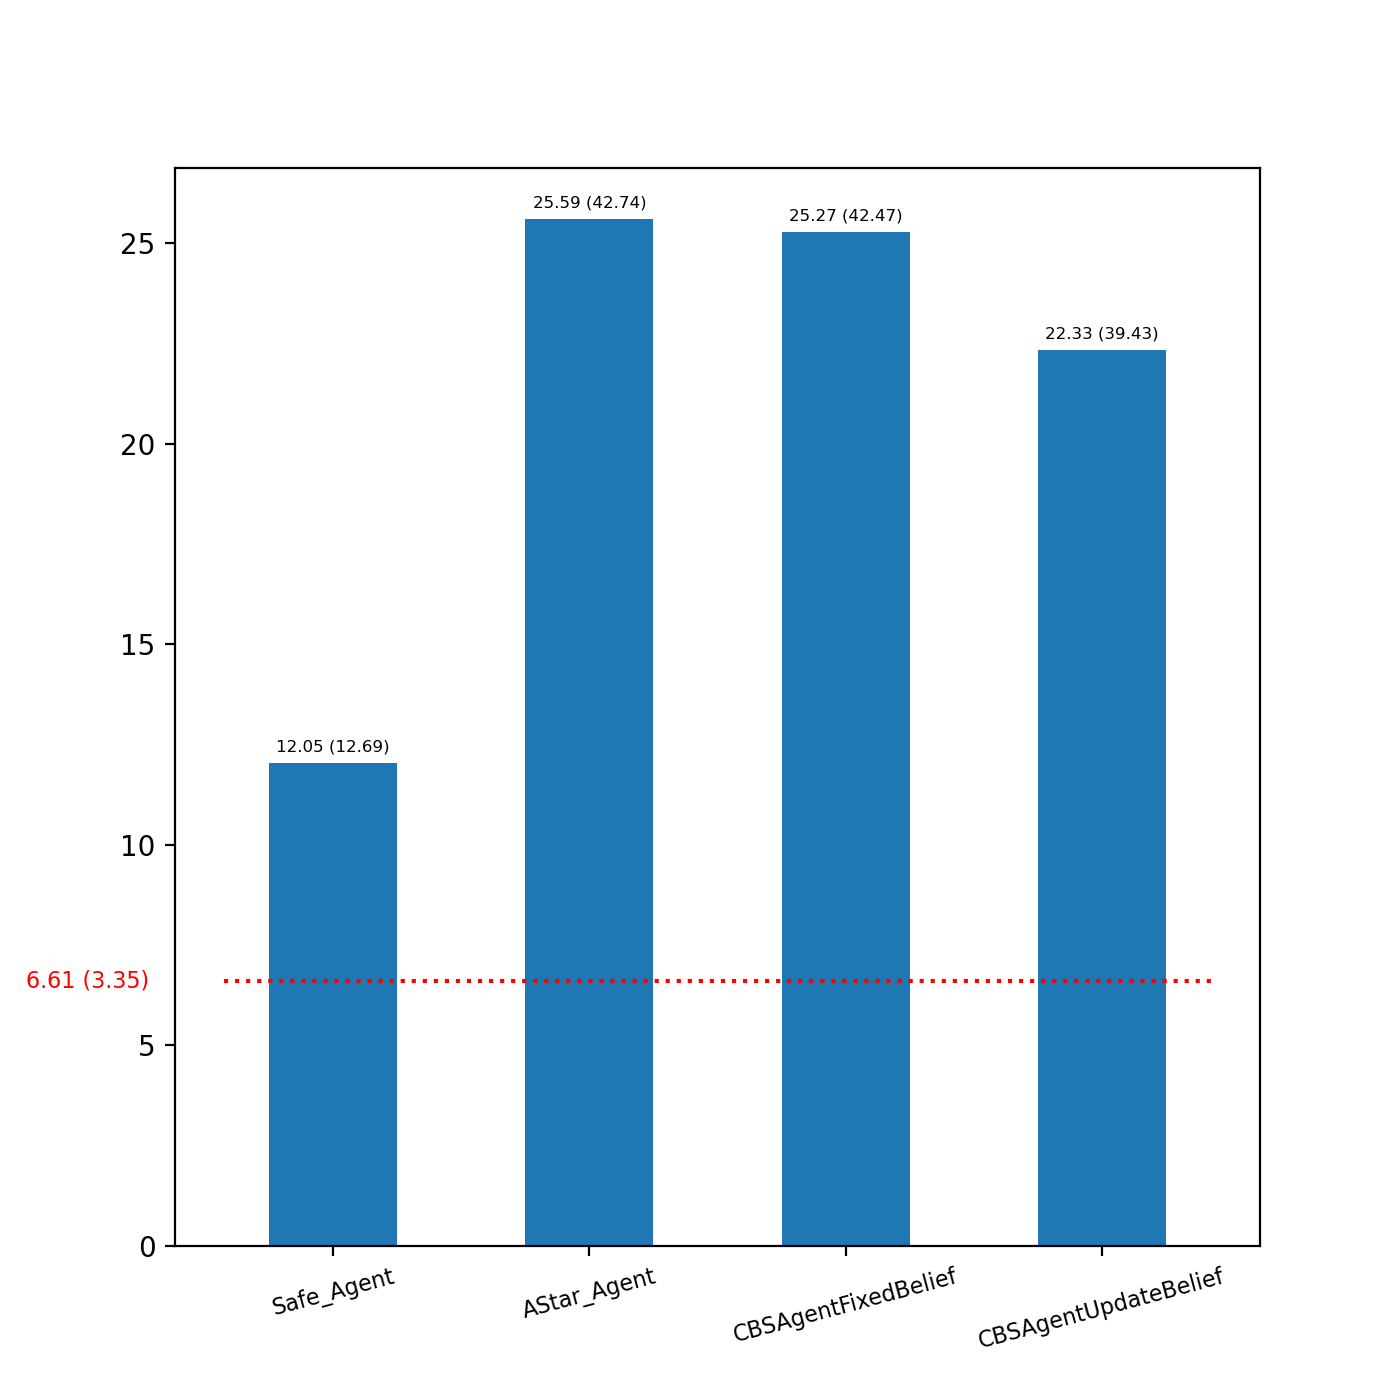 25.59 (42.74)
25.27 (42.47)
25
22.33 (39.43)
20
15
12.05 (12.69)
10
6.61 (3.35)
5
0
Safe_Agent
AStar_Agent
CBSAgentFixedBelief
CBSAgentUpdateBelief